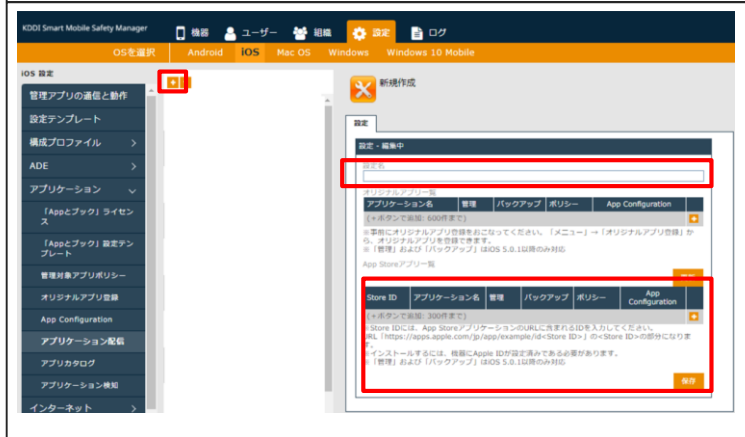 KDDI Smart Mobile Safety Manager
機器
ユーザー
組織
設定
ログ
OSを選択
Android
iOS
Mac OS
Windows
Windows 10 Mobile
iOS 設定
管理アプリの通信と動作
設定テンプレート
構成プロファイル
ADE
アプリケーション
「Appとブック」ライセン
ス
「Appとブック」設定テン
プレート
管理対象アプリポリシー
オリジナルアプリ登録
App Configuration
アプリケーション配信
アプリカタログ
アプリケーション検知
インターネット
新規作成
設定
設定 - 編集中
設定名
オリジナルアプリ一覧
アプリケーション名 管理 バックアップ ポリシー App Configuration
(+ボタンで追加: 600件まで)
※事前にオリジナルアプリ登録をおこなってください。「メニュー」→「オリジナルアプリ登録」か
ら、オリジナルアプリを登録できます。
※「管理」および「バックアップ」はiOS 5.0.1以降のみ対応
App Storeアプリ一覧
Store ID アプリケーション名 管理 バックアップ ポリシー App Configuration
(+ボタンで追加: 300件まで)
※Store IDには、App StoreアプリケーションのURLに含まれるIDを入力してください。
URL「https://apps.apple.com/jp/app/example/id<Store ID>」の<Store ID>の部分になりま
す。
※インストールするには、機器にApple IDが設定済みである必要があります。
※「管理」および「バックアップ」はiOS 5.0.1以降のみ対応
保存